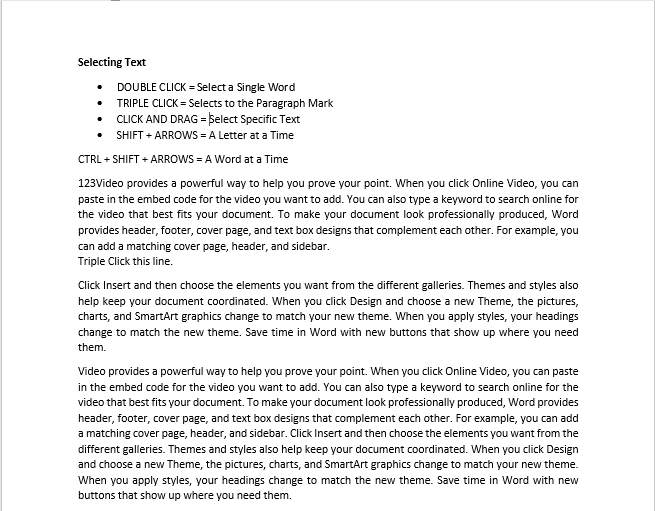 Selecting Text
• DOUBLE CLICK = Select a Single Word
• TRIPLE CLICK = Selects to the Paragraph Mark
• CLICK AND DRAG = Select Specific Text
• SHIFT + ARROWS = A Letter at a Time
CTRL + SHIFT + ARROWS = A Word at a Time
123Video provides a powerful way to help you prove your point. When you click Online Video, you can
paste in the embed code for the video you want to add. You can also type a keyword to search online for
the video that best fits your document. To make your document look professionally produced, Word
provides header, footer, cover page, and text box designs that complement each other. For example, you
can add a matching cover page, header, and sidebar.
Triple Click this line.
Click Insert and then choose the elements you want from the different galleries. Themes and styles also
help keep your document coordinated. When you click Design and choose a new Theme, the pictures,
charts, and SmartArt graphics change to match your new theme. When you apply styles, your headings
change to match the new theme. Save time in Word with new buttons that show up where you need
them.
Video provides a powerful way to help you prove your point. When you click Online Video, you can paste
in the embed code for the video you want to add. You can also type a keyword to search online for the
video that best fits your document. To make your document look professionally produced, Word provides
header, footer, cover page, and text box designs that complement each other. For example, you can add
a matching cover page, header, and sidebar. Click Insert and then choose the elements you want from the
different galleries. Themes and styles also help keep your document coordinated. When you click Design
and choose a new Theme, the pictures, charts, and SmartArt graphics change to match your new theme.
When you apply styles, your headings change to match the new theme. Save time in Word with new
buttons that show up where you need them.